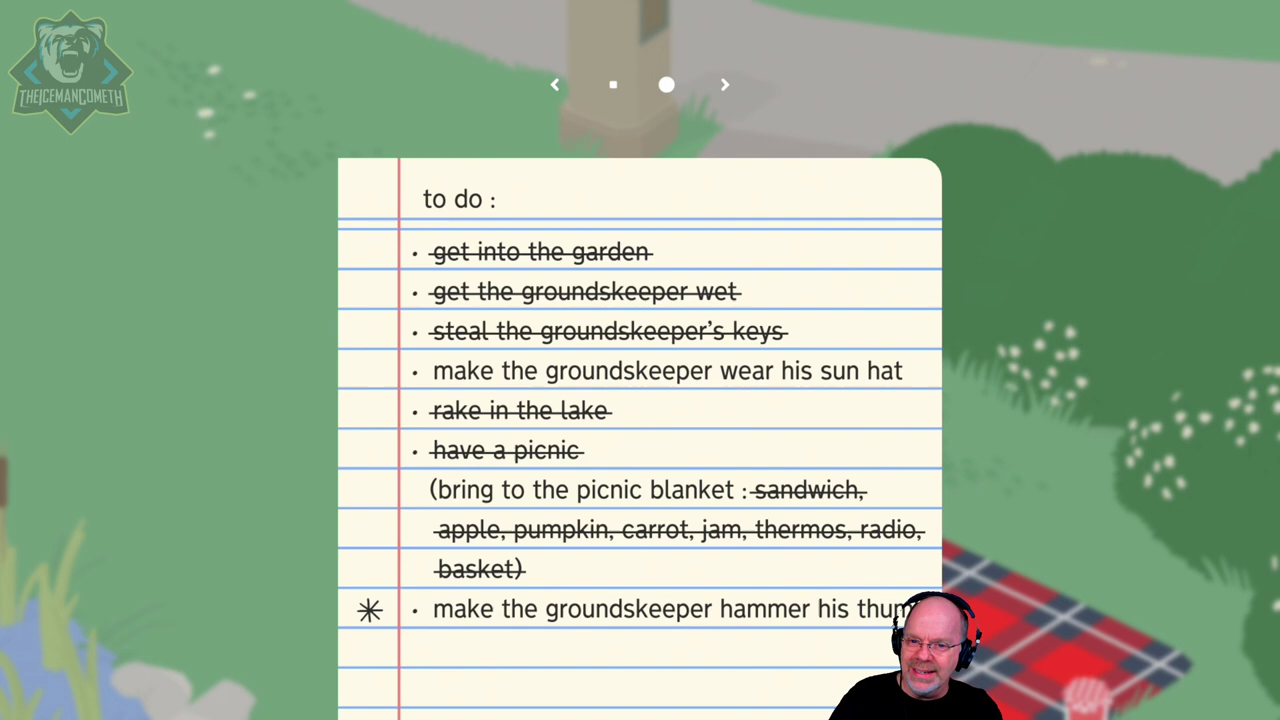 THEICEMANCOMETH
to do :
• get into the garden
• get the groundskeeper wet
• steal the groundskeeper's keys
• make the groundskeeper wear his sun hat
• rake in the lake
• have a picnic
(bring to the picnic blanket : sandwich,
apple, pumpkin, carrot, jam, thermos, radio,
basket)
• make the groundskeeper hammer his